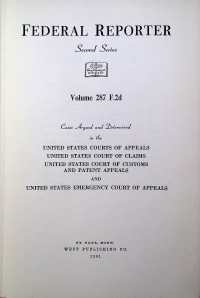 FEDERAL REPORTER
Second Series
Volume 287 F.2d
Cases Argued and Determined
in the
UNITED STATES COURTS OF APPEALS
UNITED STATES COURT OF CLAIMS
UNITED STATES COURT OF CUSTOMS
AND PATENT APPEALS
AND
UNITED STATES EMERGENCY COURT OF APPEALS
ST. PAUL, MINN.
WEST PUBLISHING CO.
1961